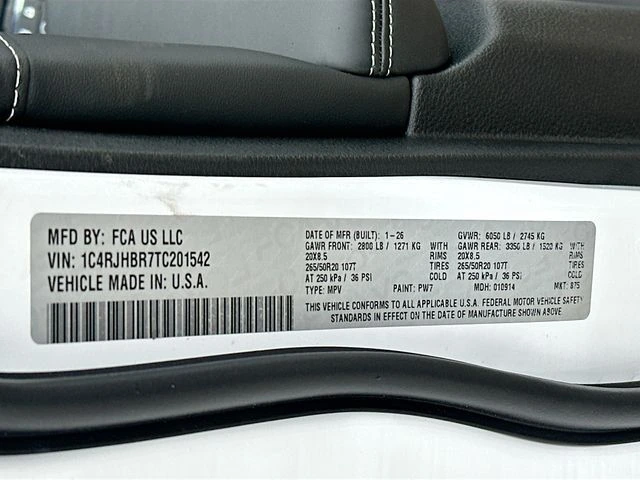 MFD BY: FCA US LLC
VIN: 1C4RJHBR7TC201542
VEHICLE MADE IN: U.S.A.
DATE OF MFR (BUILT): 1-26 GVWR: 6050 LB / 2745 KG
GAWR FRONT: 2800 LB / 1271 KG WITH GAWR REAR: 3350 LB / 1520 KG WITH
20X8.5 RIMS 20X8.5 RIMS
265/50R20 107T TIRES 265/50R20 107T TIRES
AT 250 kPa / 36 PSI COLD AT 250 kPa / 36 PSI COLD
TYPE: MPV PAINT: PW7 MDH: 010914 MKT: 875
THIS VEHICLE CONFORMS TO ALL APPLICABLE U.S.A. FEDERAL MOTOR VEHICLE SAFETY
STANDARDS IN EFFECT ON THE DATE OF MANUFACTURE SHOWN ABOVE